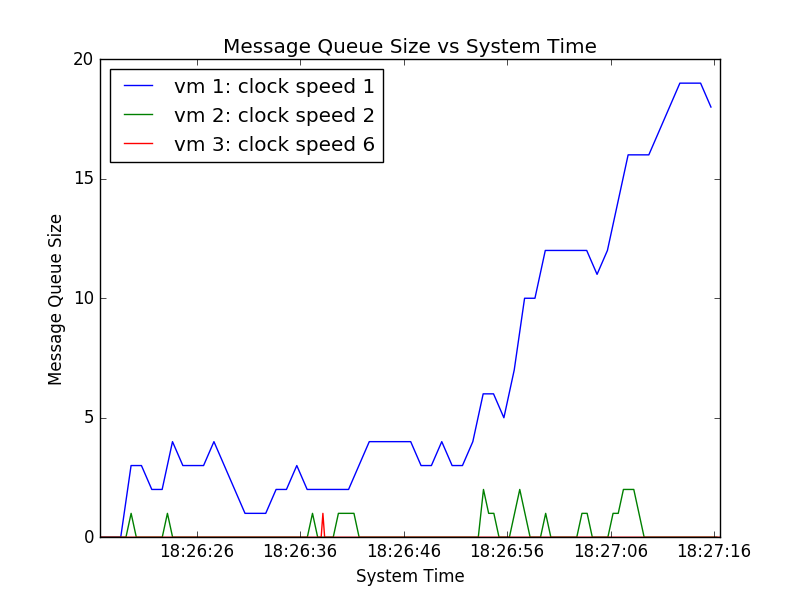 Message Queue Size vs System Time
vm 1: clock speed 1
vm 2: clock speed 2
vm 3: clock speed 6
20
15
10
5
0
Message Queue Size
18:26:26
18:26:36
18:26:46
18:26:56
18:27:06
18:27:16
System Time